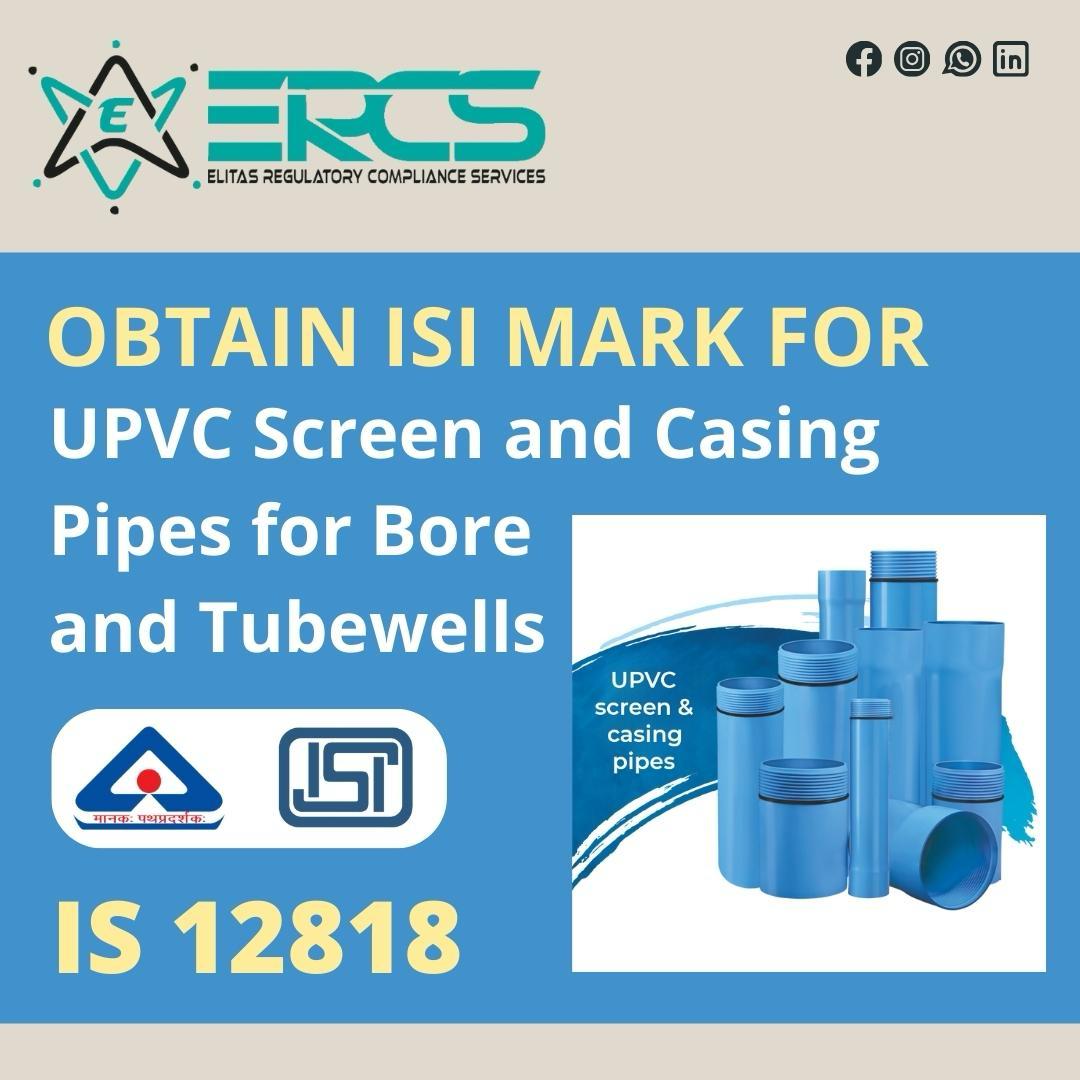 E
ERCS
ELITAS REGULATORY COMPLIANCE SERVICES
in
OBTAIN ISI MARK FOR
UPVC Screen and Casing
Pipes for Bore
and Tubewells
UPVC
screen &
casing
pipes
मानक: पथप्रदर्शक:
ISI
IS 12818